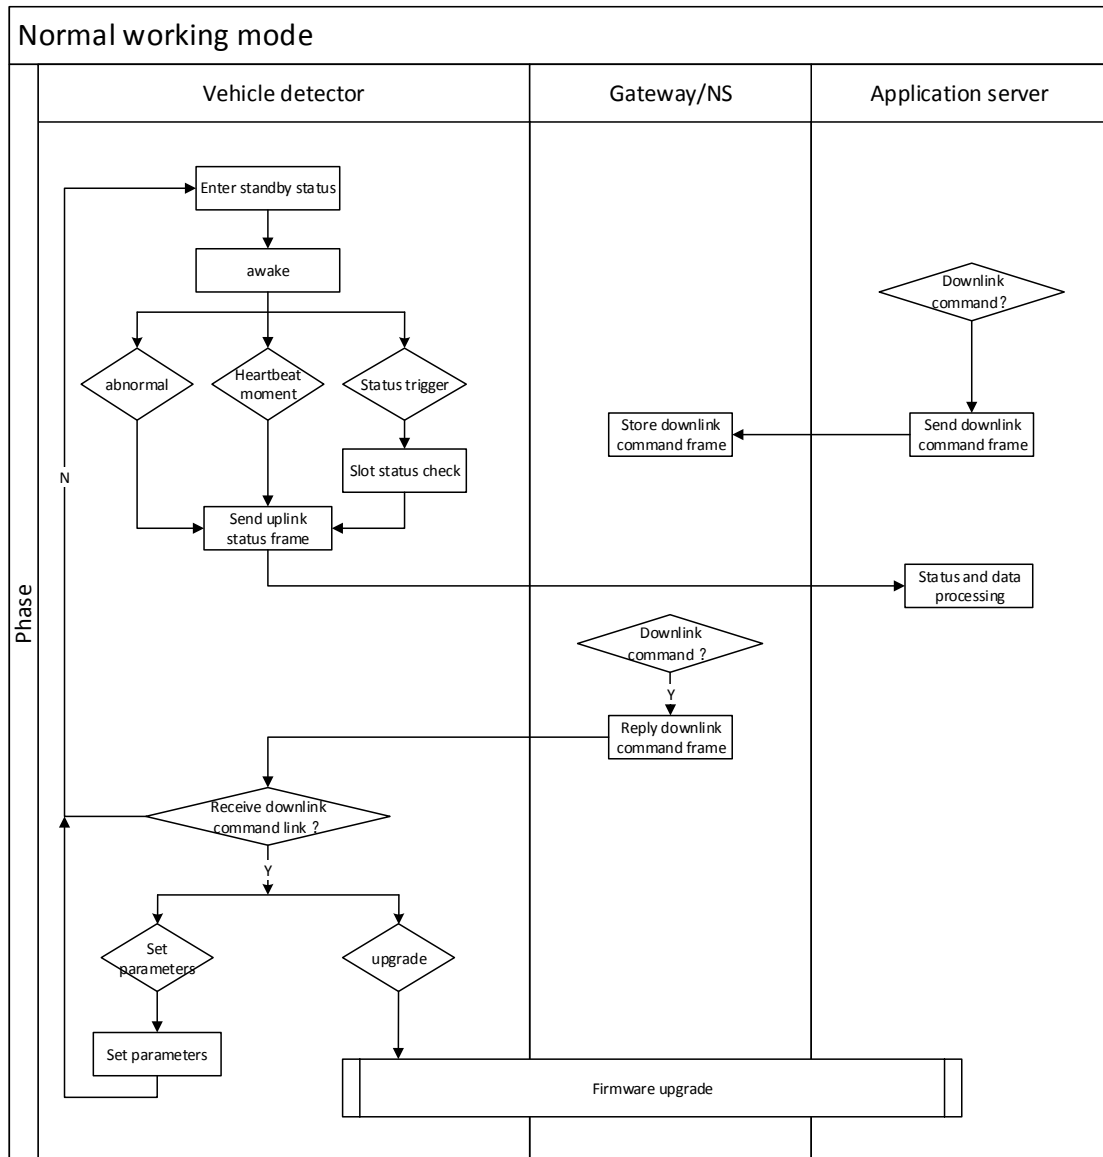 Normal working mode
Phase
Vehicle detector
Gateway/NS
Application server
Enter standby status
awake
Downlink
command?
abnormal
Heartbeat
moment
Status trigger
Store downlink
command frame
Send downlink
command frame
Slot status check
N
Send uplink
status frame
Status and data
processing
Downlink
command ?
Y
Reply downlink
command frame
Receive downlink
command link ?
Y
Set
parameters
upgrade
Set parameters
Firmware upgrade